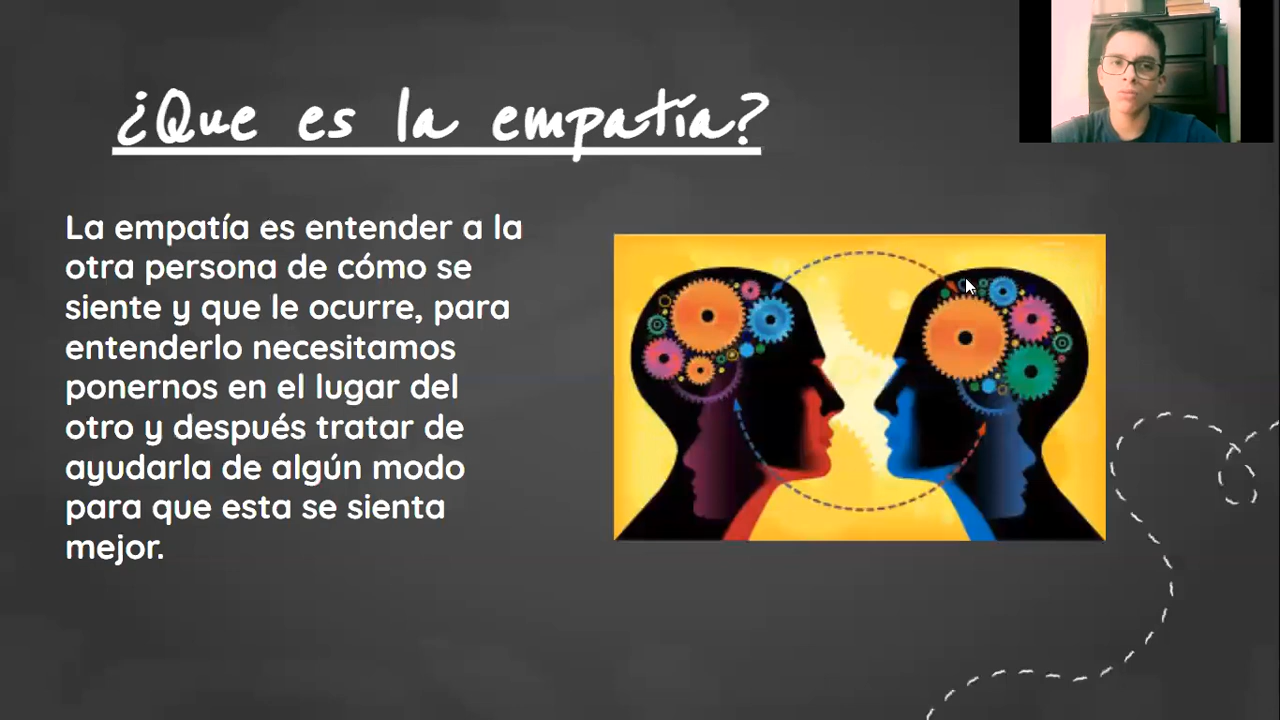 ¿Que es la empatía?
La empatía es entender a la
otra persona de cómo se
siente y que le ocurre, para
entenderlo necesitamos
ponernos en el lugar del
otro y después tratar de
ayudarla de algún modo
para que esta se sienta
mejor.